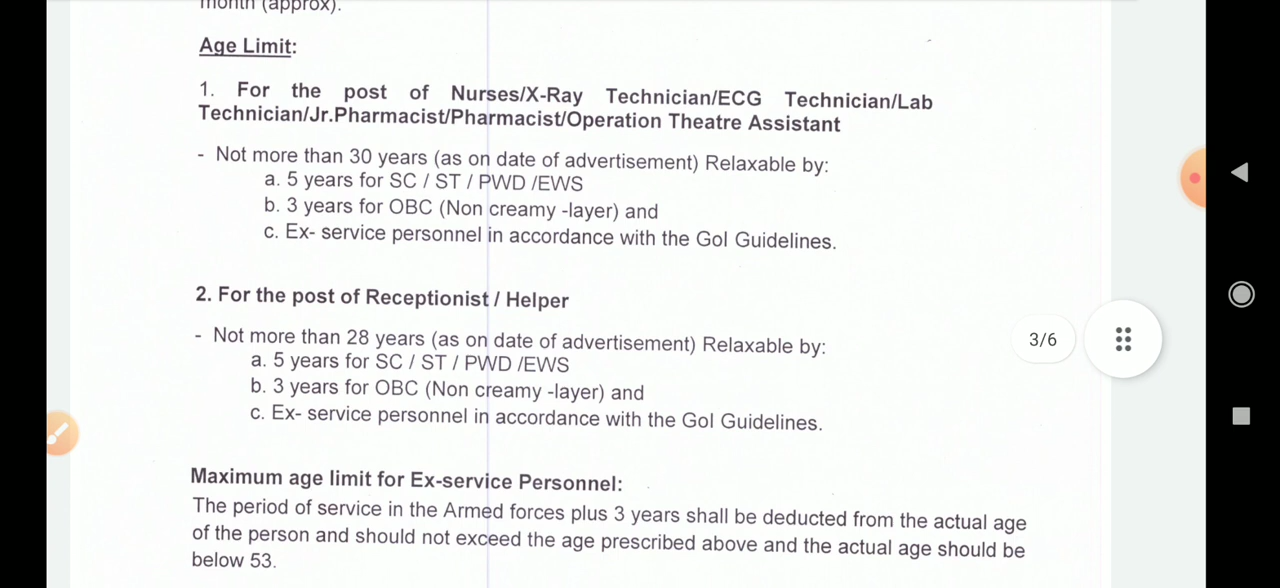 month (approx).
Age Limit:
1. For the post of Nurses/X-Ray Technician/ECG Technician/Lab
Technician/Jr.Pharmacist/Pharmacist/Operation Theatre Assistant
- Not more than 30 years (as on date of advertisement) Relaxable by:
a. 5 years for SC / ST / PWD /EWS
b. 3 years for OBC (Non creamy -layer) and
c. Ex- service personnel in accordance with the GoI Guidelines.
2. For the post of Receptionist / Helper
- Not more than 28 years (as on date of advertisement) Relaxable by:
a. 5 years for SC / ST / PWD /EWS
3/6
b. 3 years for OBC (Non creamy -layer) and
c. Ex- service personnel in accordance with the GoI Guidelines.
Maximum age limit for Ex-service Personnel:
The period of service in the Armed forces plus 3 years shall be deducted from the actual age
of the person and should not exceed the age prescribed above and the actual age should be
below 53.